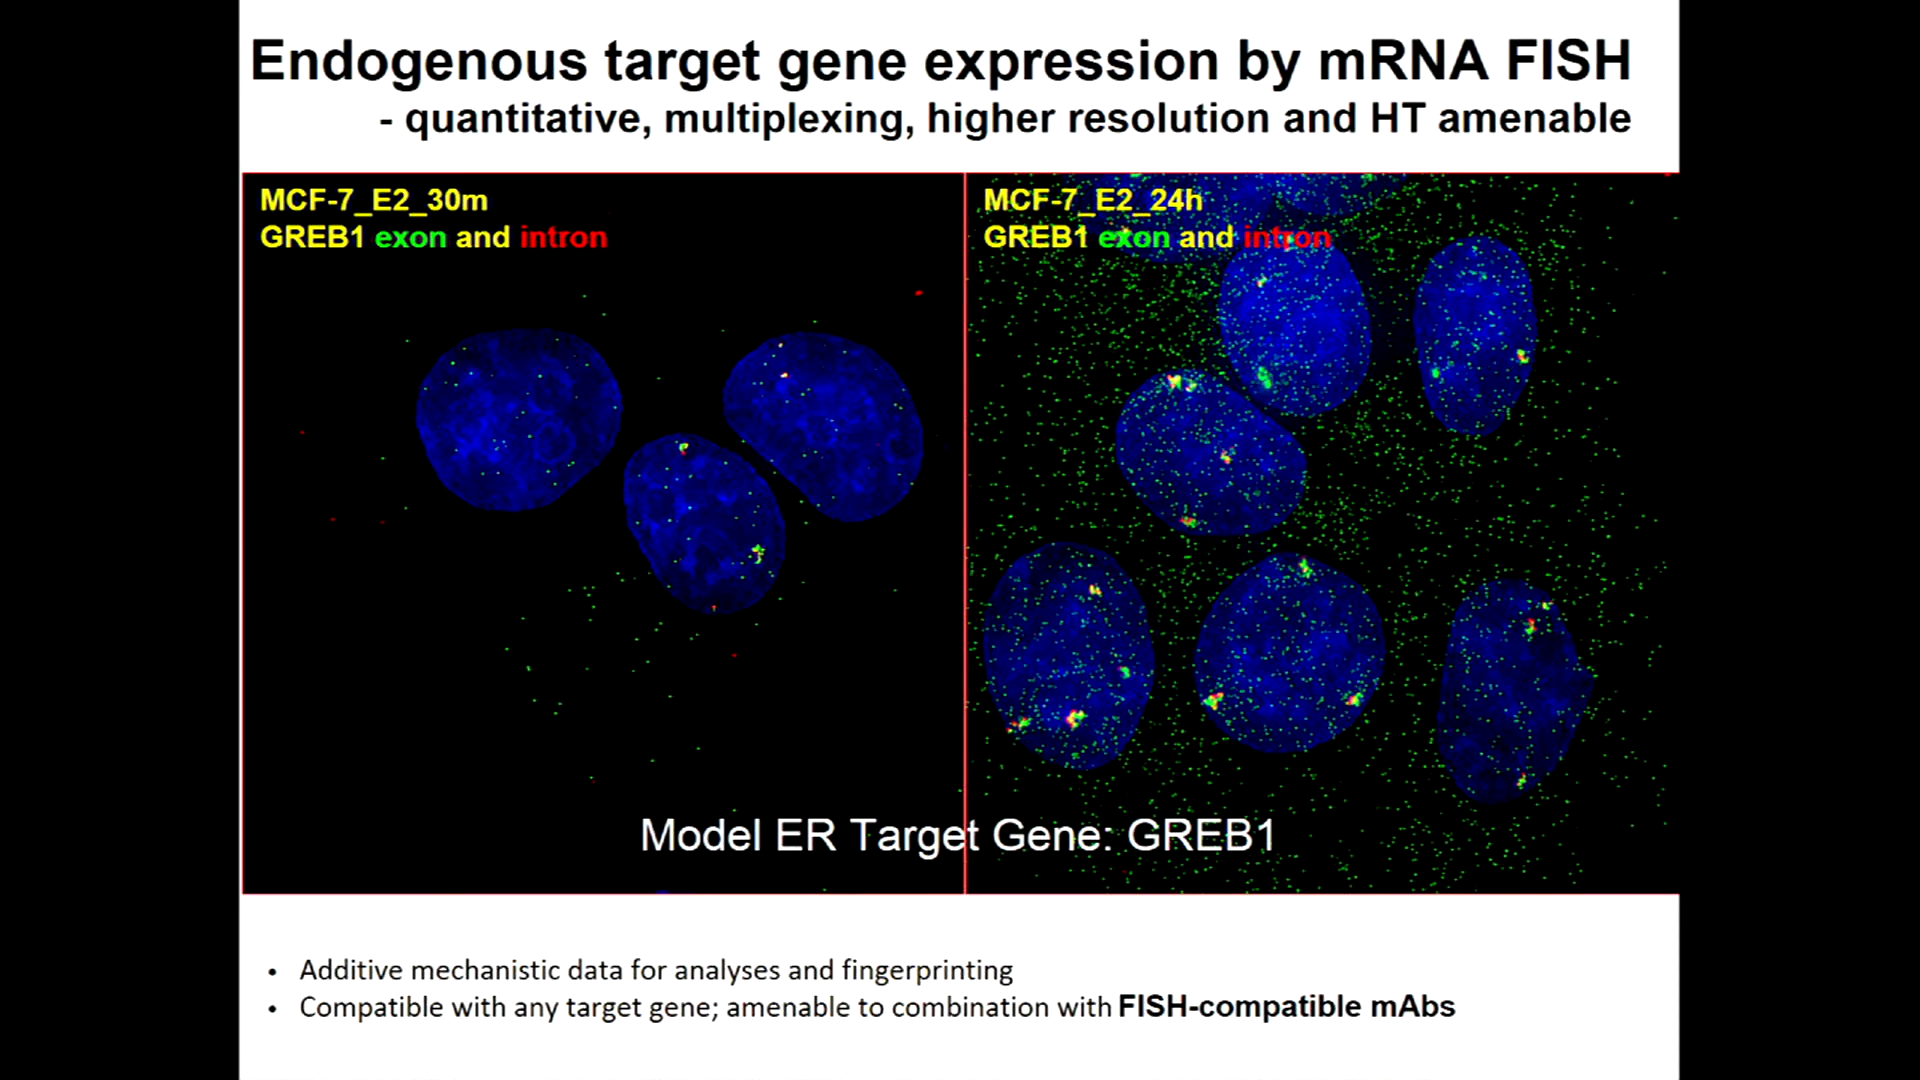 Endogenous target gene expression by mRNA FISH
- quantitative, multiplexing, higher resolution and HT amenable
MCF-7_E2_30m
GREB1 exon and intron
MCF-7_E2_24h
GREB1 exon and intron
Model ER Target Gene: GREB1
• Additive mechanistic data for analyses and fingerprinting
• Compatible with any target gene; amenable to combination with FISH-compatible mAbs